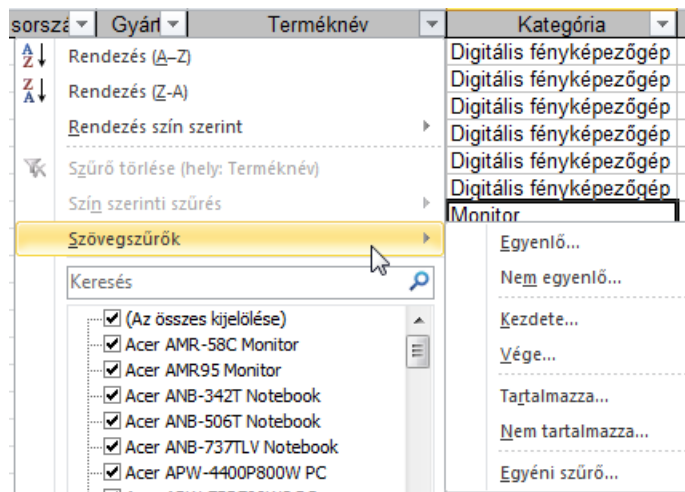 sorszá Gyárt Terméknév Kategória
Rendezés (A–Z)
Rendezés (Z-A)
Rendezés szín szerint
Szűrő törlése (hely: Terméknév)
Szín szerinti szűrés
Szövegszűrők
Keresés
(Az összes kijelölése)
Acer AMR-58C Monitor
Acer AMR95 Monitor
Acer ANB-342T Notebook
Acer ANB-506T Notebook
Acer ANB-737TLV Notebook
Acer APW-4400P800W PC
Digitális fényképezőgép
Digitális fényképezőgép
Digitális fényképezőgép
Digitális fényképezőgép
Digitális fényképezőgép
Digitális fényképezőgép
Monitor
Egyenlő...
Nem egyenlő...
Kezdete...
Vége...
Tartalmazza...
Nem tartalmazza...
Egyéni szűrő...